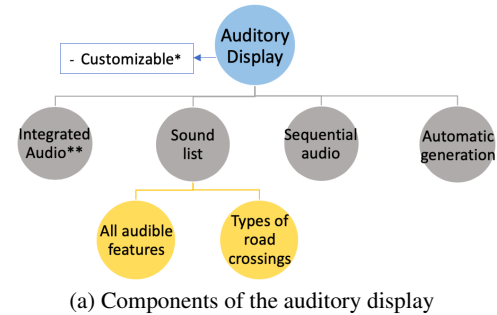 Auditory
Display
- Customizable*
Integrated
Audio**
Sound
list
Sequential
audio
Automatic
generation
All audible
features
Types of
road
crossings
(a) Components of the auditory display